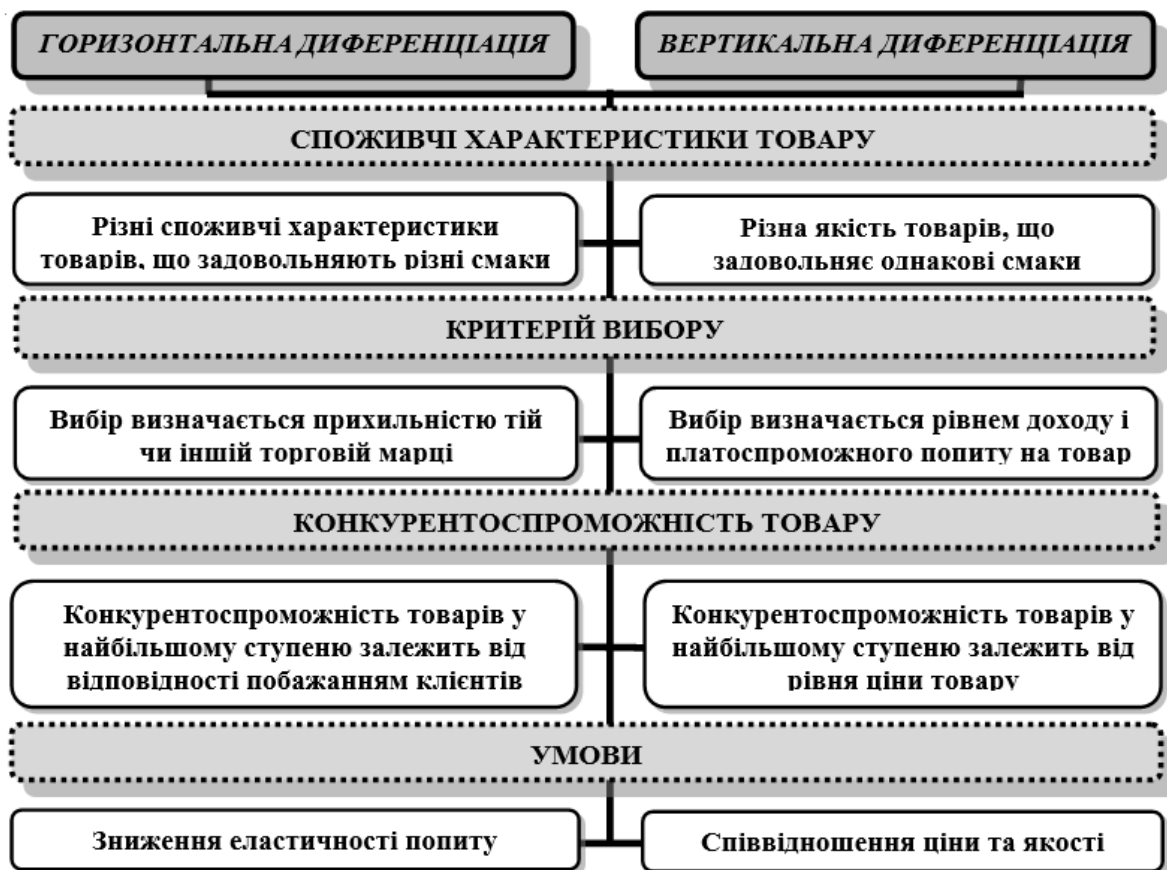 ГОРИЗОНТАЛЬНА ДИФЕРЕНЦІАЦІЯ
ВЕРТИКАЛЬНА ДИФЕРЕНЦІАЦІЯ
СПОЖИВЧІ ХАРАКТЕРИСТИКИ ТОВАРУ
Різні споживчі характеристики
товарів, що задовольняють різні смаки
Різна якість товарів, що
задовольняє однакові смаки
КРИТЕРІЙ ВИБОРУ
Вибір визначається прихильністю тій
чи іншій торговій марці
Вибір визначається рівнем доходу і
платоспроможного попиту на товар
КОНКУРЕНТОСПРОМОЖНІСТЬ ТОВАРУ
Конкурентоспроможність товарів у
найбільшому ступеню залежить від
відповідності побажанням клієнтів
Конкурентоспроможність товарів у
найбільшому ступеню залежить від
рівня ціни товару
УМОВИ
Зниження еластичності попиту
Співвідношення ціни та якості